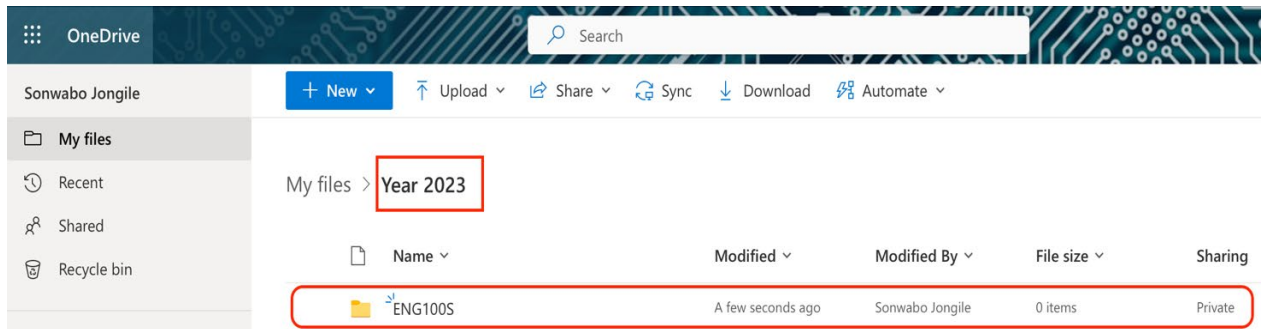 OneDrive
Search
Sonwabo Jongile
My files
Recent
Shared
Recycle bin
New
Upload
Share
Sync
Download
Automate
My files > Year 2023
Name Modified Modified By File size Sharing
ENG100S A few seconds ago Sonwabo Jongile 0 items Private